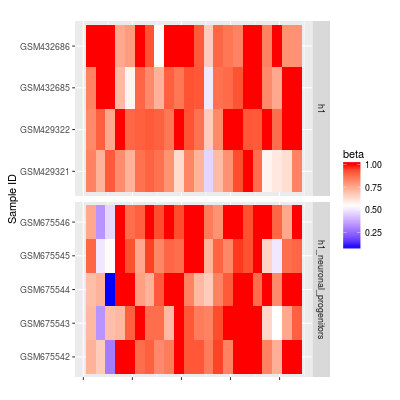 GSM432686
GSM432685
GSM429322
GSM429321
h1
GSM675546
GSM675545
GSM675544
GSM675543
GSM675542
h1_neuronal_progenitors
Sample ID
beta
1.00
0.75
0.50
0.25